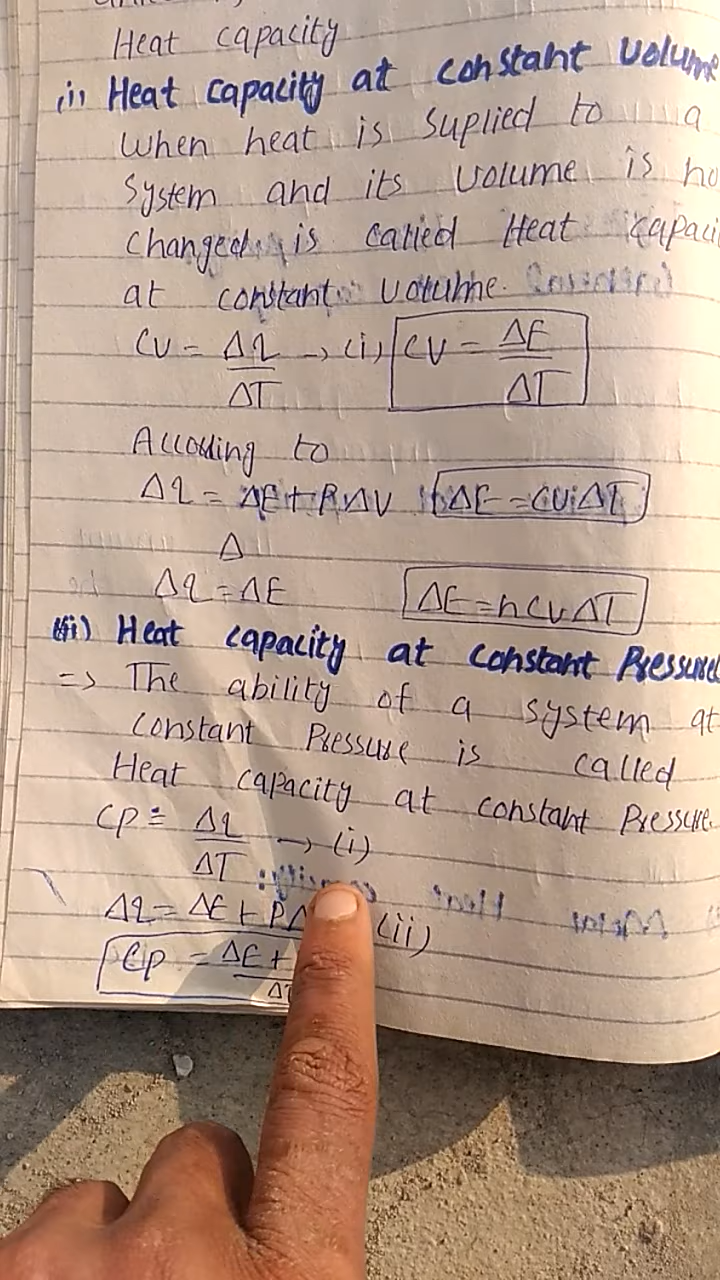 Heat capacity
(i) Heat capacity at constant volume
When heat is suplied to a
System and its volume is no
changed is called Heat capaci
at constant volume.
CV = Δq/ΔT → (i) CV = ΔE/ΔT
According to
Δq = ΔE + PΔV ΔE = CV ΔT
Δ
Δq = ΔE ΔE = nCvΔT
(ii) Heat capacity at constant Pressure
=> The ability of a system at
constant Pressure is called
Heat capacity at constant Pressure.
CP = Δq/ΔT → (i)
Δq = ΔE + PΔ (ii)
Cp = ΔE +